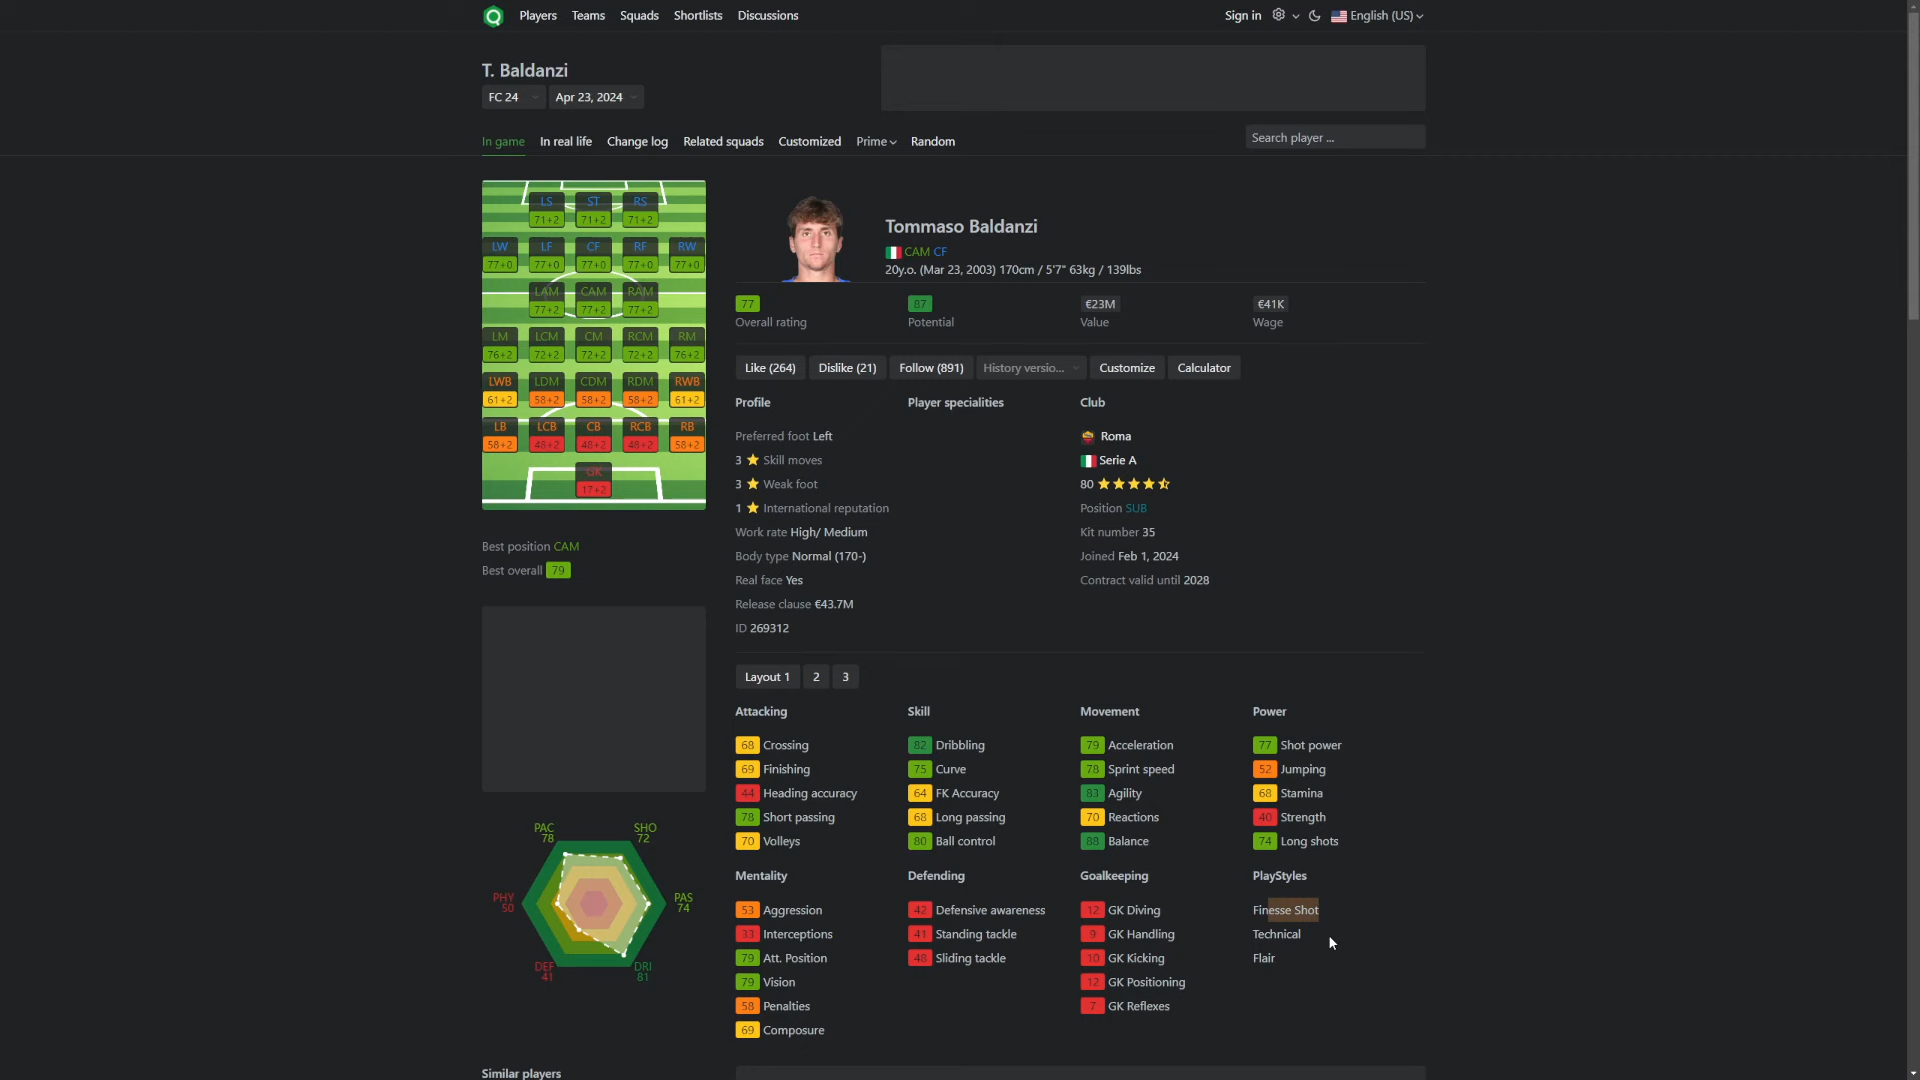 Players Teams Squads Shortlists Discussions Sign in English (US)
T. Baldanzi
FC 24 Apr 23, 2024
In game In real life Change log Related squads Customized Prime Random Search player ...
LS ST RS
71+2 71+2 71+2
LW LF CF RF RW
77+0 77+0 77+0 77+0 77+0
LAM CAM RAM
77+2 77+2 77+2
LM LCM CM RCM RM
76+2 72+2 72+2 72+2 76+2
LWB LDM CDM RDM RWB
61+2 58+2 58+2 58+2 61+2
LB LCB CB RCB RB
58+2 48+2 48+2 48+2 58+2
GK
17+2
Best position CAM
Best overall 79
Tommaso Baldanzi
CAM CF
20y.o. (Mar 23, 2003) 170cm / 5'7" 63kg / 139lbs
77 87 €23M €41K
Overall rating Potential Value Wage
Like (264) Dislike (21) Follow (891) History versio... Customize Calculator
Profile
Preferred foot Left
3 Skill moves
3 Weak foot
1 International reputation
Work rate High/ Medium
Body type Normal (170-)
Real face Yes
Release clause €43.7M
ID 269312
Player specialities
Club
Roma
Serie A
80
Position SUB
Kit number 35
Joined Feb 1, 2024
Contract valid until 2028
Layout 1 2 3
Attacking
68 Crossing
69 Finishing
44 Heading accuracy
78 Short passing
70 Volleys
Skill
82 Dribbling
75 Curve
64 FK Accuracy
68 Long passing
80 Ball control
Movement
79 Acceleration
78 Sprint speed
83 Agility
70 Reactions
88 Balance
Power
77 Shot power
52 Jumping
68 Stamina
40 Strength
74 Long shots
PAC
78
SHO
72
PHY
50
PAS
74
DEF
41
DRI
81
Mentality
53 Aggression
33 Interceptions
79 Att. Position
79 Vision
58 Penalties
69 Composure
Defending
42 Defensive awareness
41 Standing tackle
48 Sliding tackle
Goalkeeping
12 GK Diving
9 GK Handling
10 GK Kicking
12 GK Positioning
7 GK Reflexes
PlayStyles
Finesse Shot
Technical
Flair
Similar players